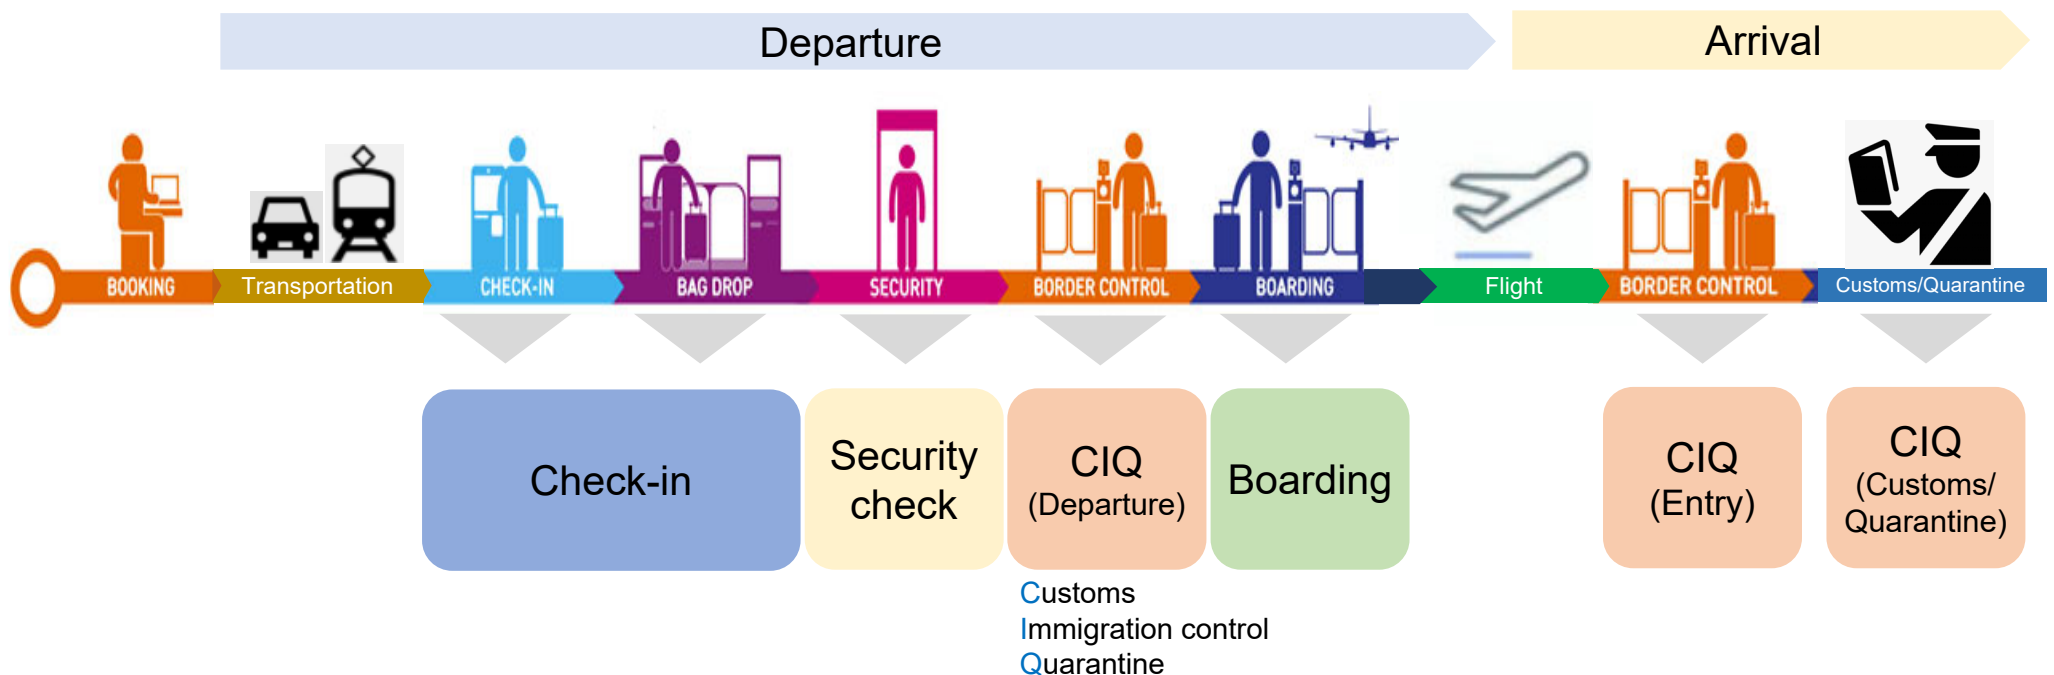 Departure
Arrival
BOOKING
Transportation
CHECK-IN
BAG DROP
SECURITY
BORDER CONTROL
BOARDING
Flight
BORDER CONTROL
Customs/Quarantine
Check-in
Security
check
CIQ
(Departure)
Boarding
CIQ
(Entry)
CIQ
(Customs/
Quarantine)
Customs
Immigration control
Quarantine